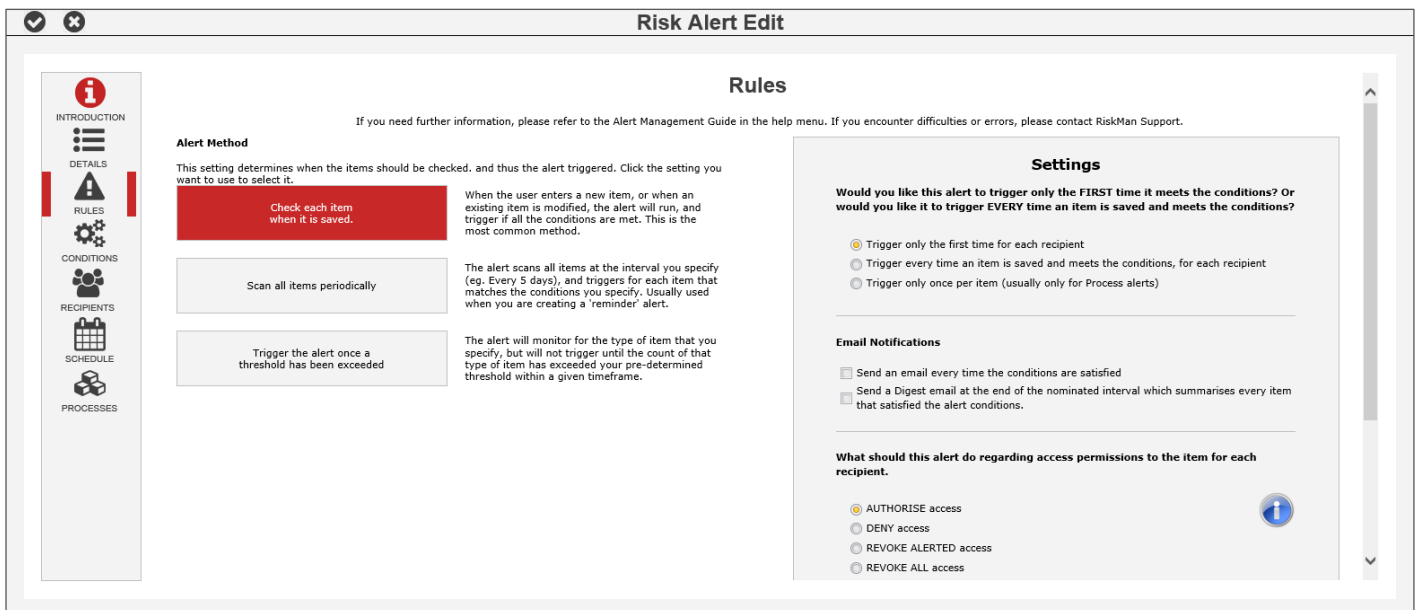 Risk Alert Edit
INTRODUCTION
DETAILS
RULES
CONDITIONS
RECIPIENTS
SCHEDULE
PROCESSES
Rules
If you need further information, please refer to the Alert Management Guide in the help menu. If you encounter difficulties or errors, please contact RiskMan Support.
Alert Method
This setting determines when the items should be checked. and thus the alert triggered. Click the setting you
want to use to select it.
Check each item
when it is saved.
When the user enters a new item, or when an
existing item is modified, the alert will run, and
trigger if all the conditions are met. This is the
most common method.
Scan all items periodically
The alert scans all items at the interval you specify
(eg. Every 5 days), and triggers for each item that
matches the conditions you specify. Usually used
when you are creating a 'reminder' alert.
Trigger the alert once a
threshold has been exceeded
The alert will monitor for the type of item that you
specify, but will not trigger until the count of that
type of item has exceeded your pre-determined
threshold within a given timeframe.
Settings
Would you like this alert to trigger only the FIRST time it meets the conditions? Or
would you like it to trigger EVERY time an item is saved and meets the conditions?
Trigger only the first time for each recipient
Trigger every time an item is saved and meets the conditions, for each recipient
Trigger only once per item (usually only for Process alerts)
Email Notifications
Send an email every time the conditions are satisfied
Send a Digest email at the end of the nominated interval which summarises every item
that satisfied the alert conditions.
What should this alert do regarding access permissions to the item for each
recipient.
AUTHORISE access
DENY access
REVOKE ALERTED access
REVOKE ALL access